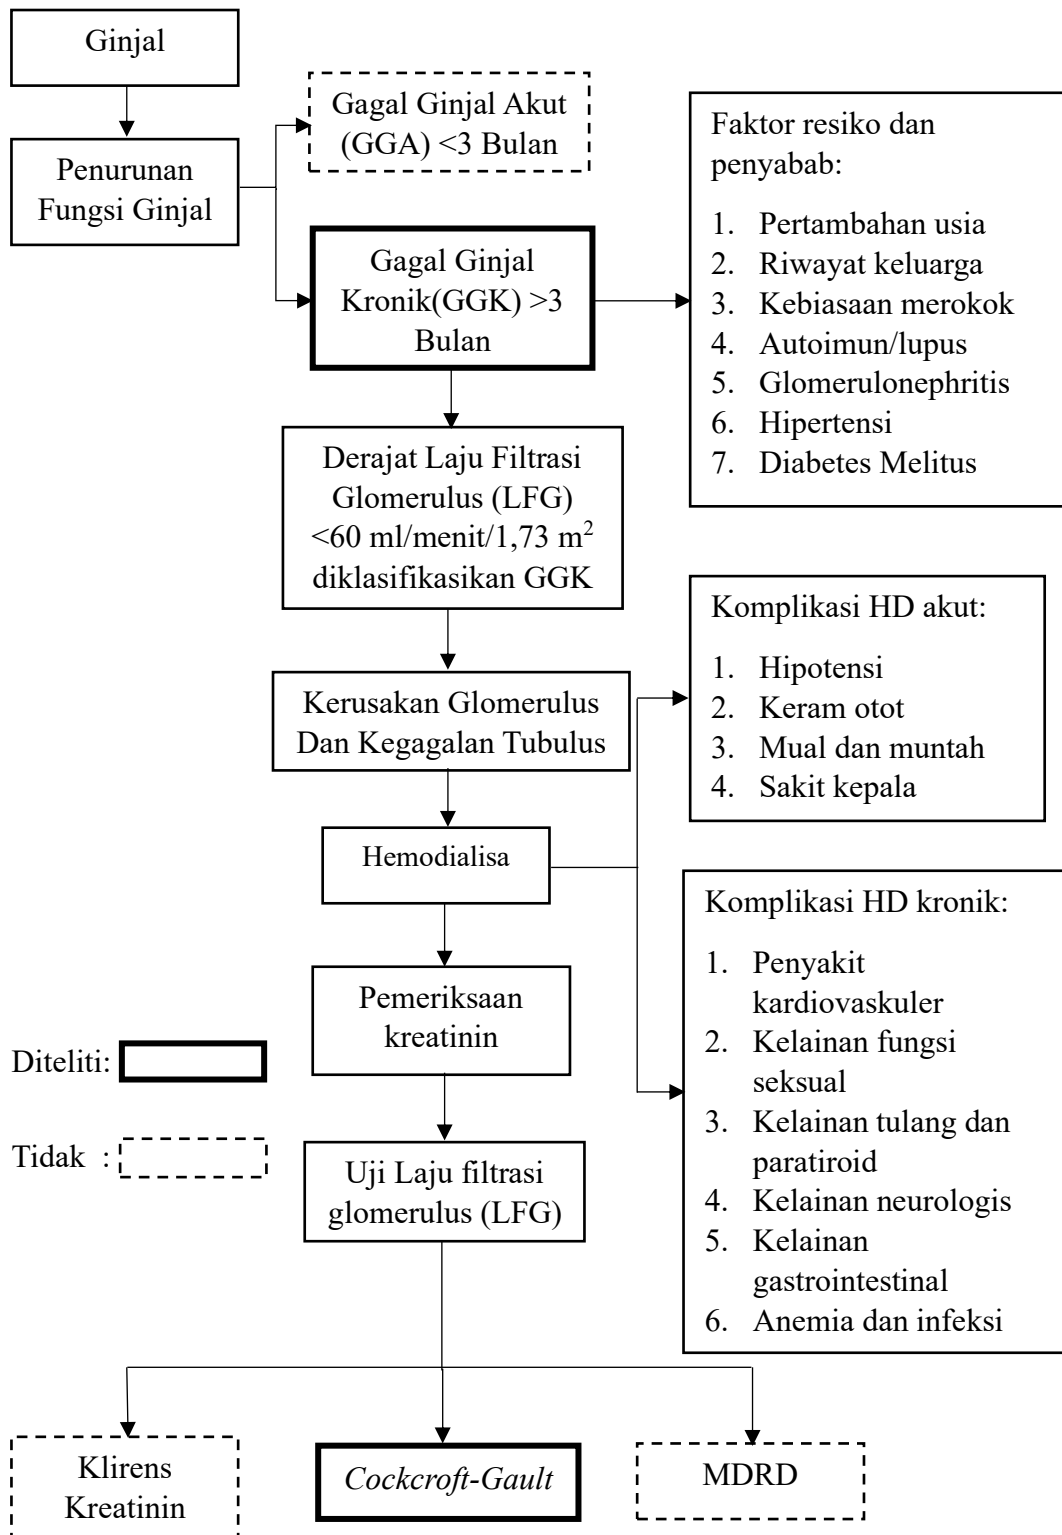 Ginjal
Penurunan
Fungsi Ginjal
Gagal Ginjal Akut
(GGA) <3 Bulan
Gagal Ginjal
Kronik(GGK) >3
Bulan
Faktor resiko dan
penyabab:
1. Pertambahan usia
2. Riwayat keluarga
3. Kebiasaan merokok
4. Autoimun/lupus
5. Glomerulonephritis
6. Hipertensi
7. Diabetes Melitus
Derajat Laju Filtrasi
Glomerulus (LFG)
<60 ml/menit/1,73 m²
diklasifikasikan GGK
Kerusakan Glomerulus
Dan Kegagalan Tubulus
Komplikasi HD akut:
1. Hipotensi
2. Keram otot
3. Mual dan muntah
4. Sakit kepala
Hemodialisa
Komplikasi HD kronik:
1. Penyakit
kardiovaskuler
2. Kelainan fungsi
seksual
3. Kelainan tulang dan
paratiroid
4. Kelainan neurologis
5. Kelainan
gastrointestinal
6. Anemia dan infeksi
Pemeriksaan
kreatinin
Diteliti:
Tidak :
Uji Laju filtrasi
glomerulus (LFG)
Klirens
Kreatinin
Cockcroft-Gault
MDRD